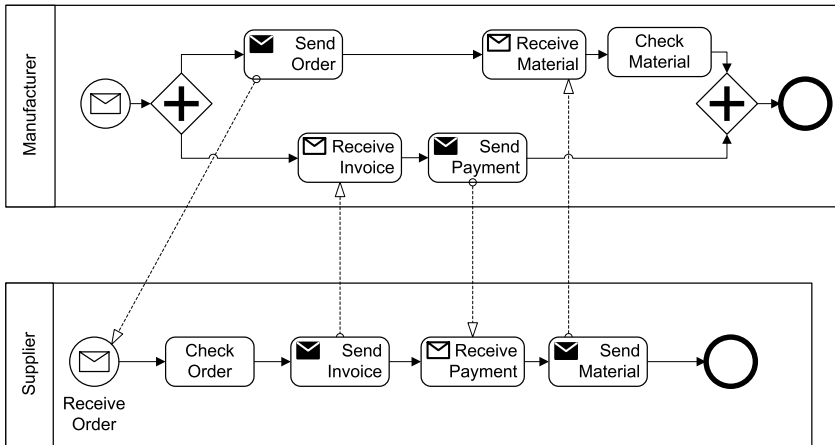 Manufacturer
Send
Order
Receive
Material
Check
Material
Receive
Invoice
Send
Payment
Supplier
Receive
Order
Check
Order
Send
Invoice
Receive
Payment
Send
Material